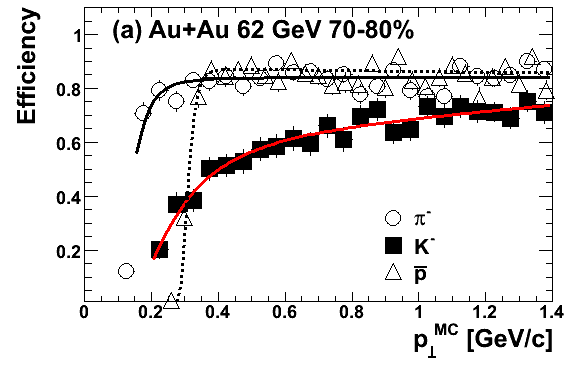 (a) Au+Au 62 GeV 70-80%
Efficiency
1
0.8
0.6
0.4
0.2
π⁻
K⁻
p̅
0 0.2 0.4 0.6 0.8 1 1.2 1.4
p⊥^MC [GeV/c]